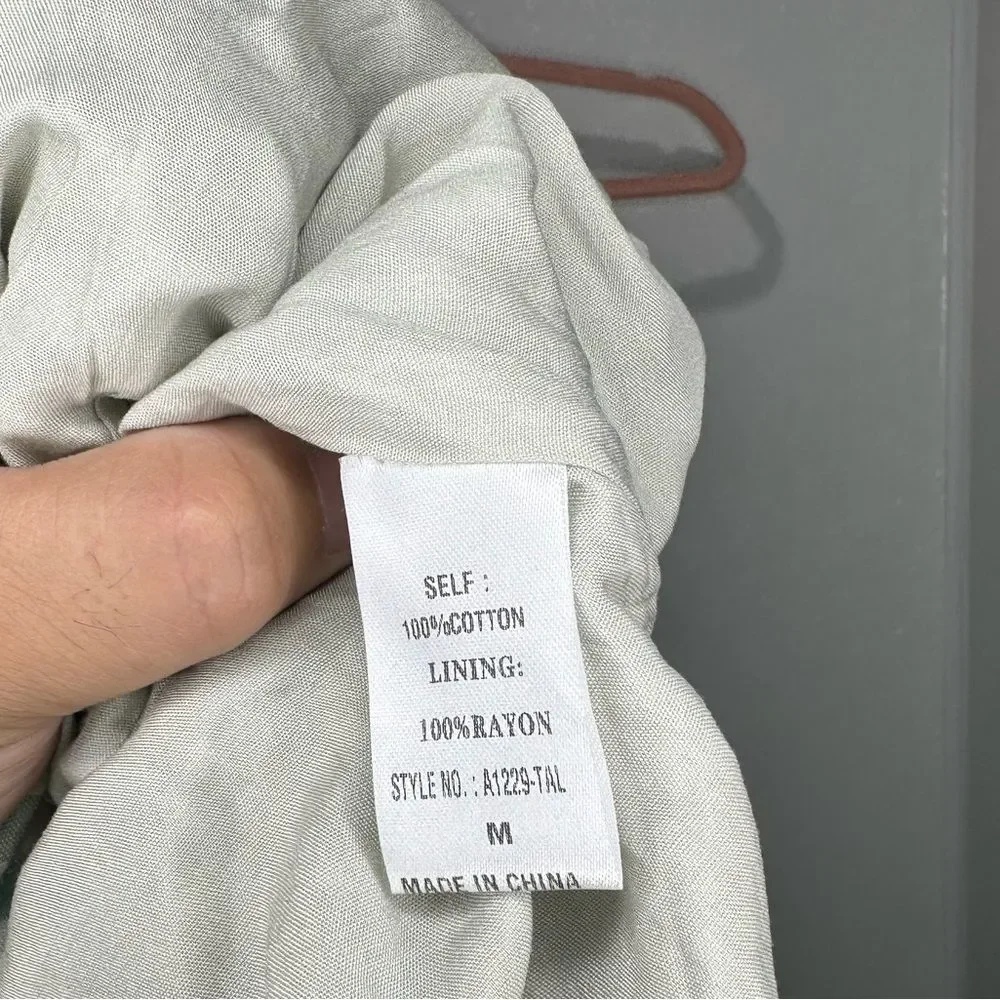 SELF :
100%COTTON
LINING:
100%RAYON
STYLE NO. : A1229-TAL
M
MADE IN CHINA